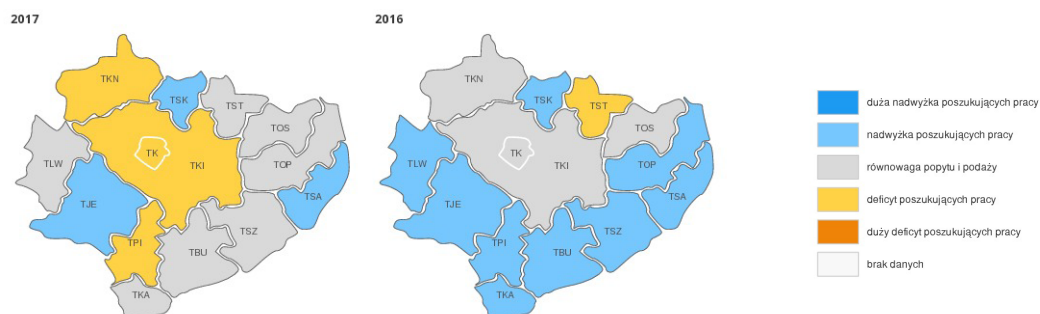 2017
TKN
TSK
TST
TOS
TK
TKI
TOP
TLW
TJE
TSA
TPI
TSZ
TBU
TKA
2016
TKN
TSK
TST
TOS
TK
TKI
TOP
TLW
TJE
TSA
TPI
TSZ
TBU
TKA
duża nadwyżka poszukujących pracy
nadwyżka poszukujących pracy
równowaga popytu i podaży
deficyt poszukujących pracy
duży deficyt poszukujących pracy
brak danych